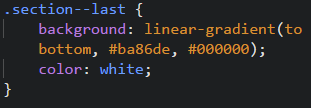 .section--last {
background: linear-gradient(to
bottom, #ba86de, #000000);
color: white;
}